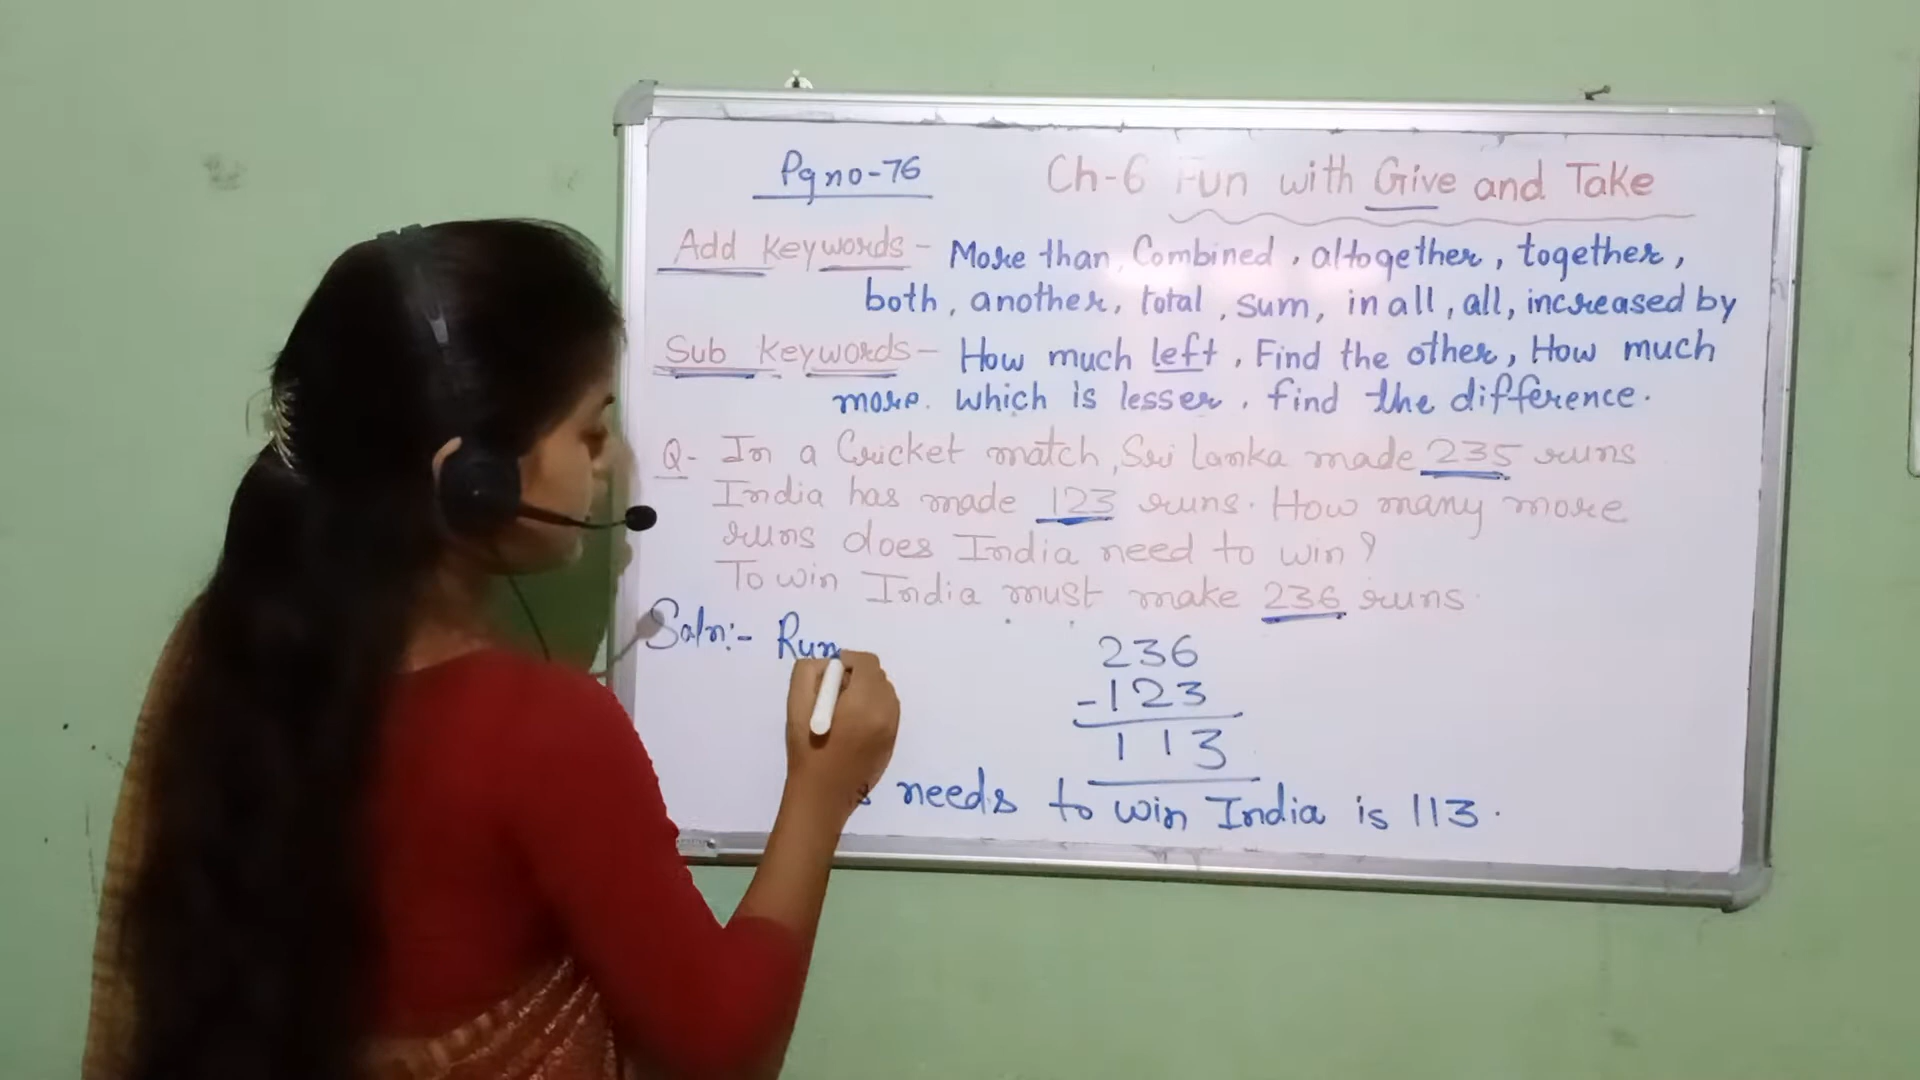 Pg no-76
Ch-6 Fun with Give and Take
Add Keywords - More than, Combined, altogether, together,
both, another, total, sum, in all, all, increased by
Sub Keywords - How much left, Find the other, How much
more. which is lesser, find the difference.
Q- In a Cricket match, Sri Lanka made 235 runs
India has made 123 runs. How many more
runs does India need to win?
To win India must make 236 runs.
Soln:- Run
236
-123
113
needs to win India is 113.